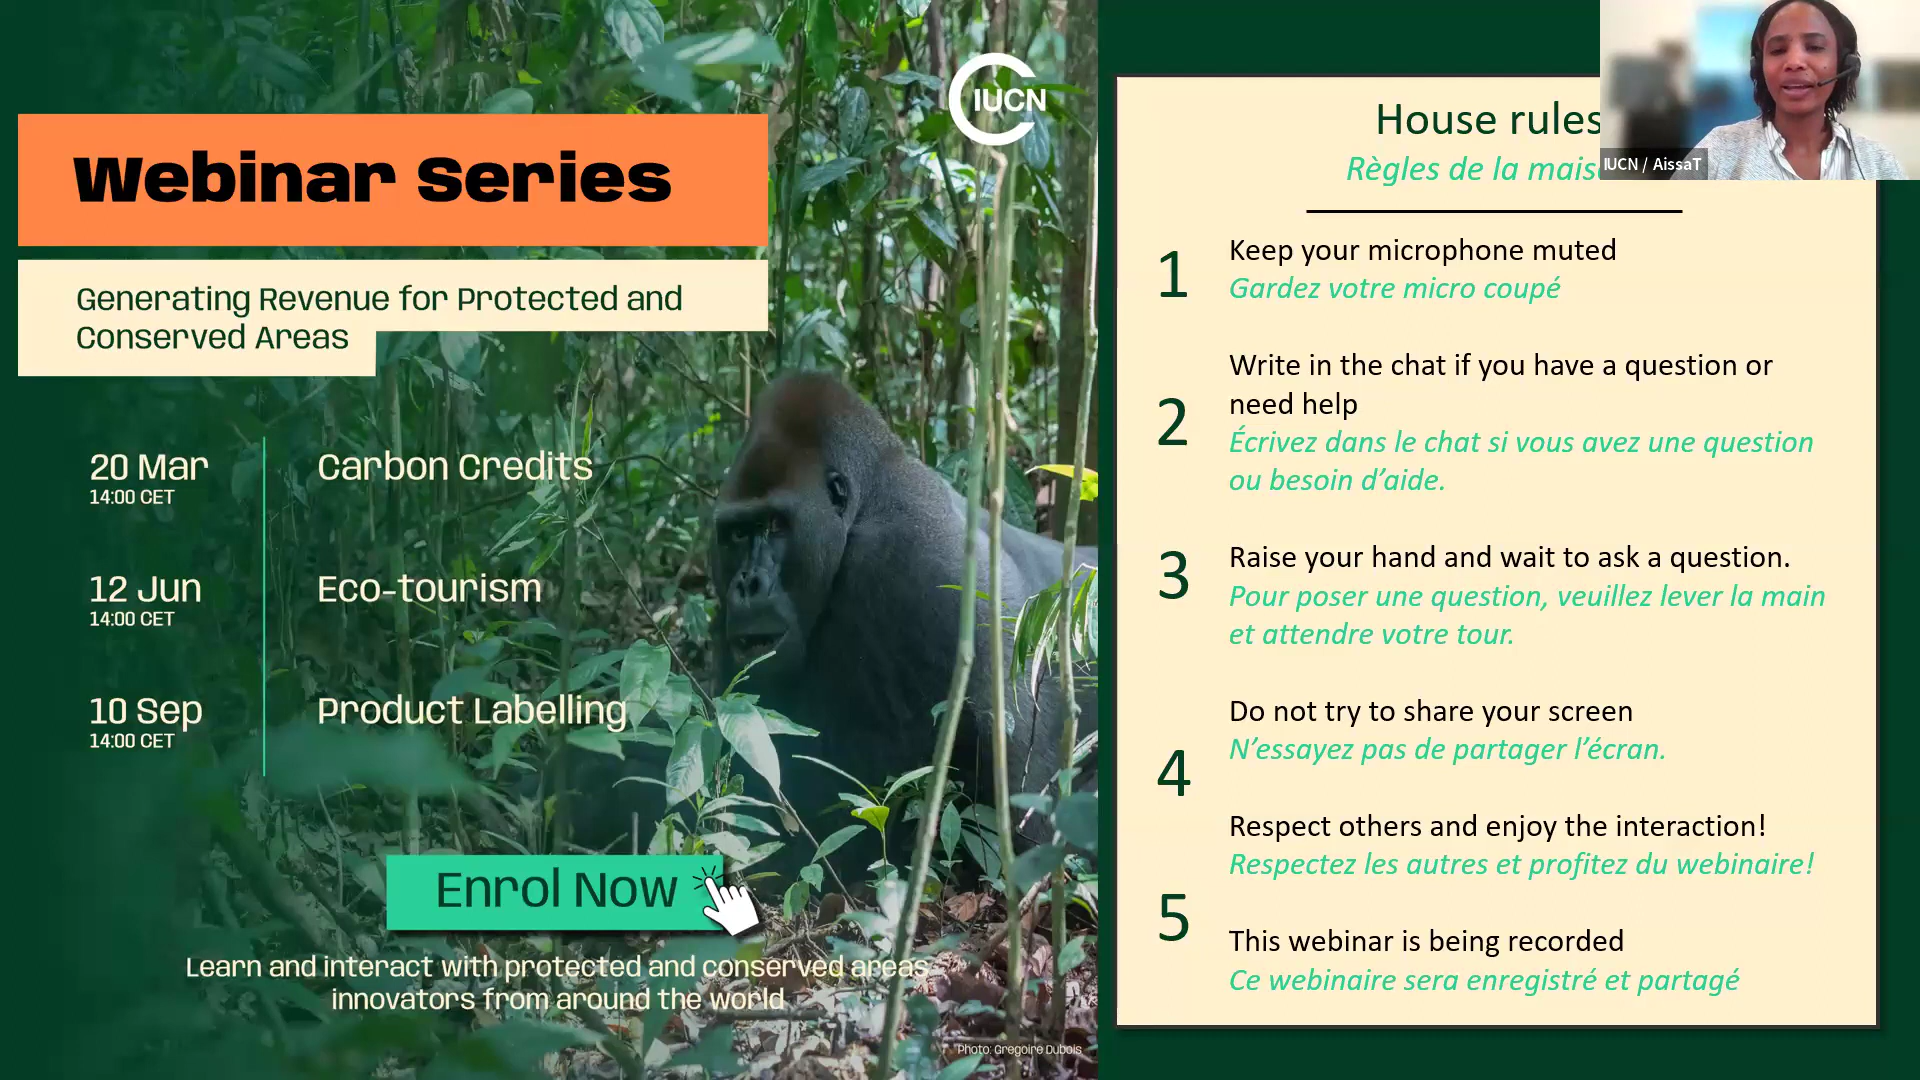 IUCN
Webinar Series
Generating Revenue for Protected and
Conserved Areas
20 Mar
14:00 CET
Carbon Credits
12 Jun
14:00 CET
Eco-tourism
10 Sep
14:00 CET
Product Labelling
Enrol Now
Learn and interact with protected and conserved areas
innovators from around the world
Photo: Gregoire Dubois
House rules
Règles de la mais
1
Keep your microphone muted
Gardez votre micro coupé
2
Write in the chat if you have a question or
need help
Écrivez dans le chat si vous avez une question
ou besoin d’aide.
3
Raise your hand and wait to ask a question.
Pour poser une question, veuillez lever la main
et attendre votre tour.
4
Do not try to share your screen
N’essayez pas de partager l’écran.
Respect others and enjoy the interaction!
Respectez les autres et profitez du webinaire!
5
This webinar is being recorded
Ce webinaire sera enregistré et partagé
IUCN / AissaT